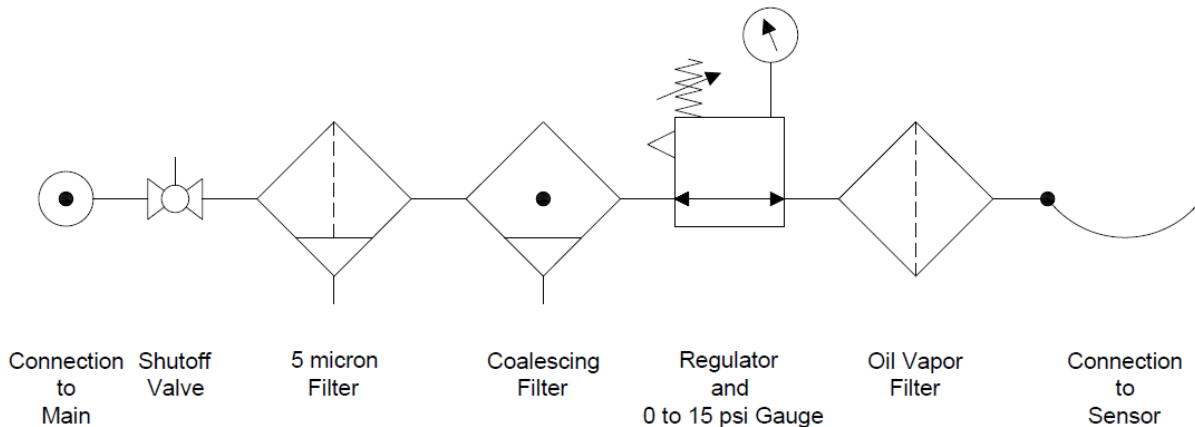 Connection
to
Main
Shutoff
Valve
5 micron
Filter
Coalescing
Filter
Regulator
and
0 to 15 psi Gauge
Oil Vapor
Filter
Connection
to
Sensor